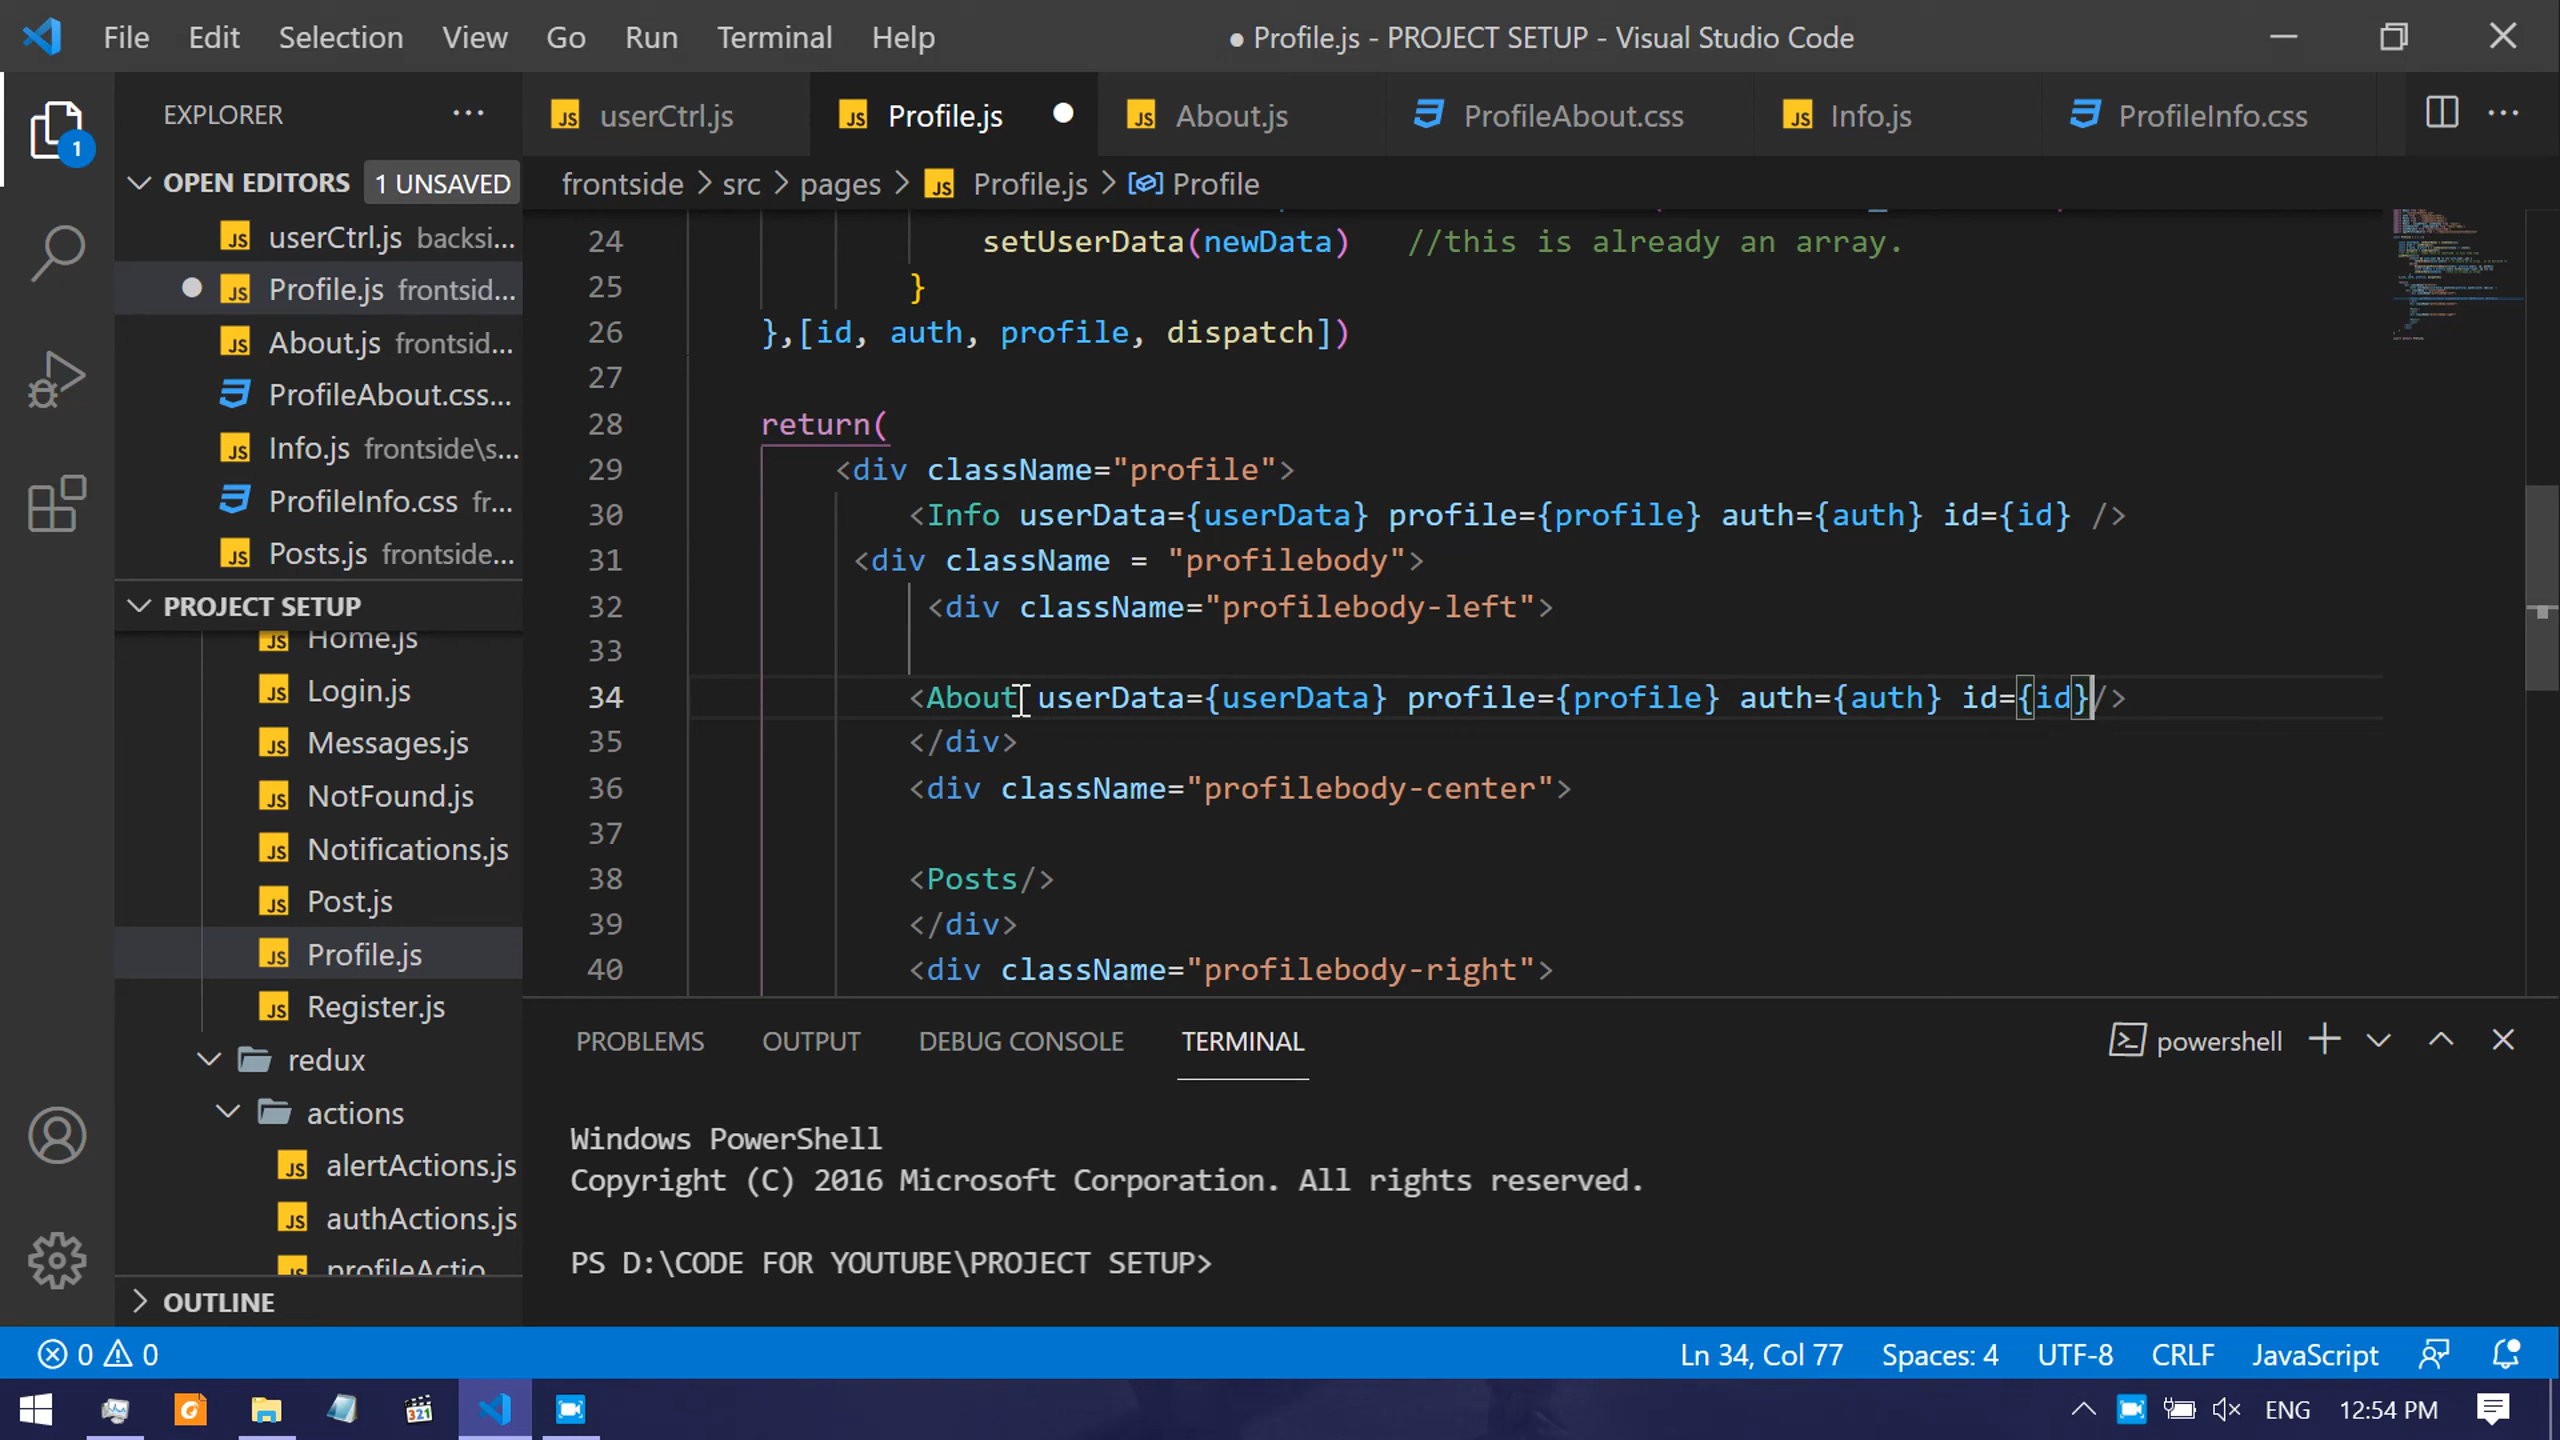 File Edit Selection View Go Run Terminal Help
● Profile.js - PROJECT SETUP - Visual Studio Code
EXPLORER
OPEN EDITORS 1 UNSAVED
userCtrl.js backsi...
Profile.js frontsid...
About.js frontsid...
ProfileAbout.css...
Info.js frontside\s...
ProfileInfo.css fr...
Posts.js frontside...
PROJECT SETUP
Home.js
Login.js
Messages.js
NotFound.js
Notifications.js
Post.js
Profile.js
Register.js
redux
actions
alertActions.js
authActions.js
profileActio
OUTLINE
1
userCtrl.js Profile.js About.js ProfileAbout.css Info.js ProfileInfo.css
frontside > src > pages > Profile.js > Profile
24 setUserData(newData) //this is already an array.
25 }
26 },[id, auth, profile, dispatch])
27
28 return(
29 <div className="profile">
30 <Info userData={userData} profile={profile} auth={auth} id={id} />
31 <div className = "profilebody">
32 <div className="profilebody-left">
33
34 <About userData={userData} profile={profile} auth={auth} id={id}/>
35 </div>
36 <div className="profilebody-center">
37
38 <Posts/>
39 </div>
40 <div className="profilebody-right">
PROBLEMS OUTPUT DEBUG CONSOLE TERMINAL
powershell
Windows PowerShell
Copyright (C) 2016 Microsoft Corporation. All rights reserved.
PS D:\CODE FOR YOUTUBE\PROJECT SETUP>
0 0
Ln 34, Col 77 Spaces: 4 UTF-8 CRLF JavaScript
321
ENG 12:54 PM